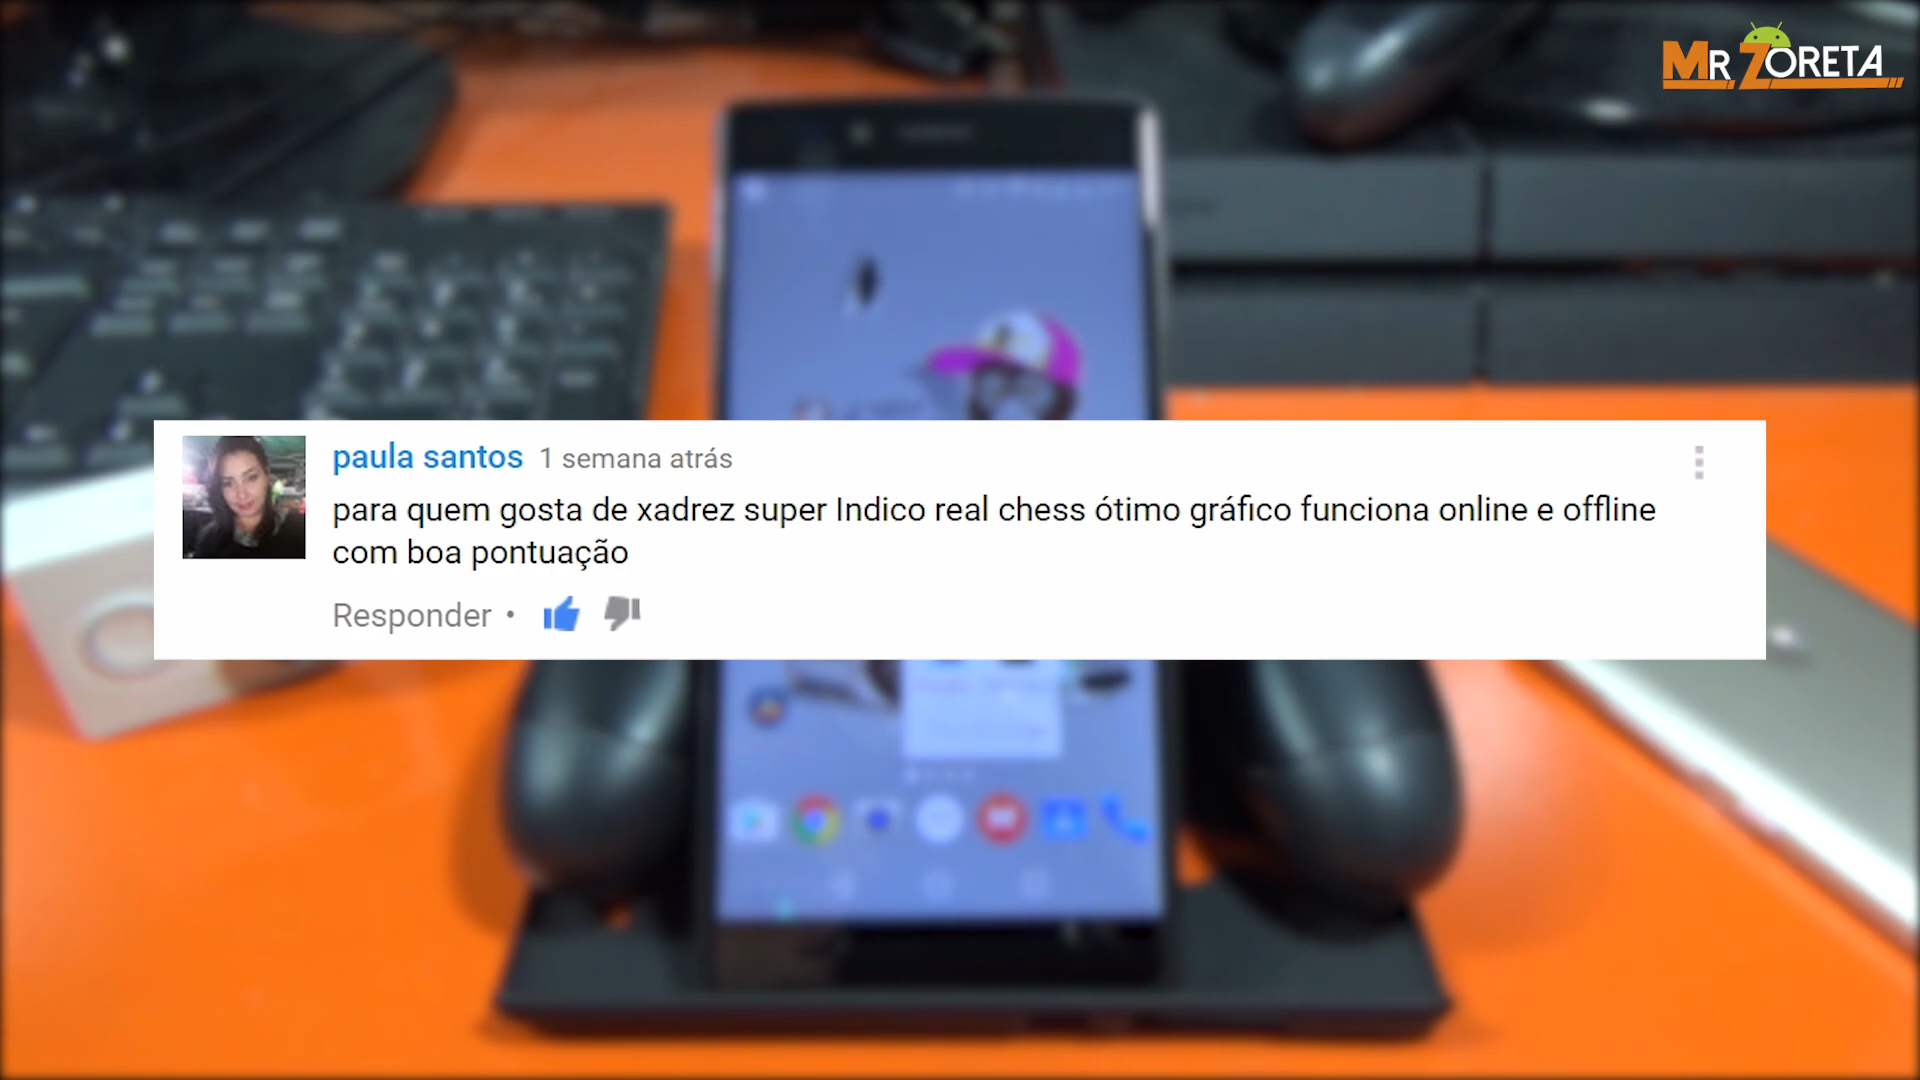 MR ZORETA
paula santos 1 semana atrás
para quem gosta de xadrez super Indico real chess ótimo gráfico funciona online e offline
com boa pontuação
Responder •